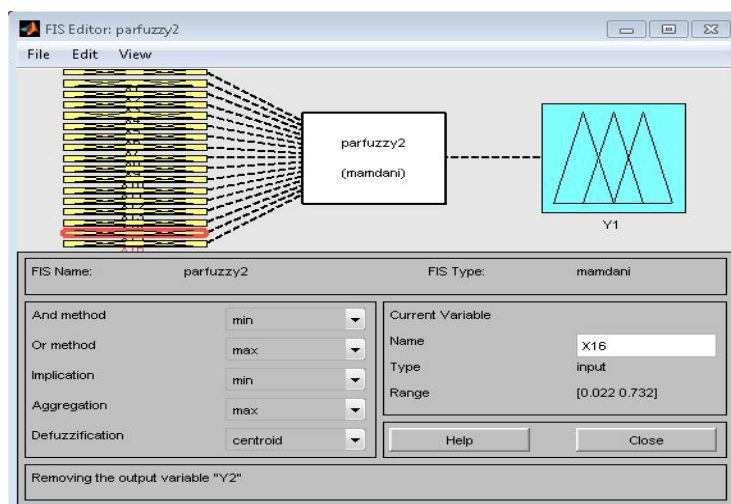 FIS Editor: parfuzzy2
File Edit View
parfuzzy2
(mamdani)
Y1
FIS Name: parfuzzy2 FIS Type: mamdani
And method min
Or method max
Implication min
Aggregation max
Defuzzification centroid
Current Variable
Name X16
Type input
Range [0.022 0.732]
Help Close
Removing the output variable "Y2"